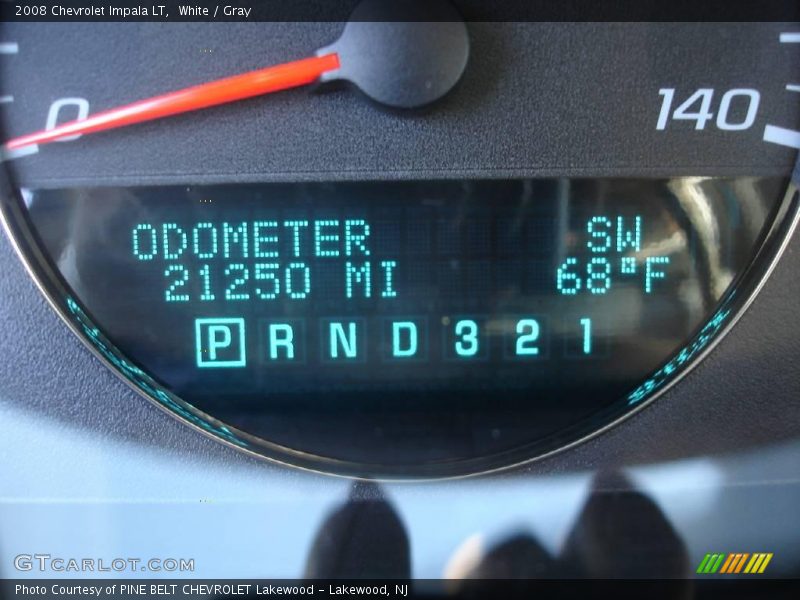 2008 Chevrolet Impala LT,  White / Gray
0
140
ODOMETER SW
21250 MI 68°F
P R N D 3 2 1
GTCARLOT.COM
Photo Courtesy of PINE BELT CHEVROLET Lakewood - Lakewood, NJ